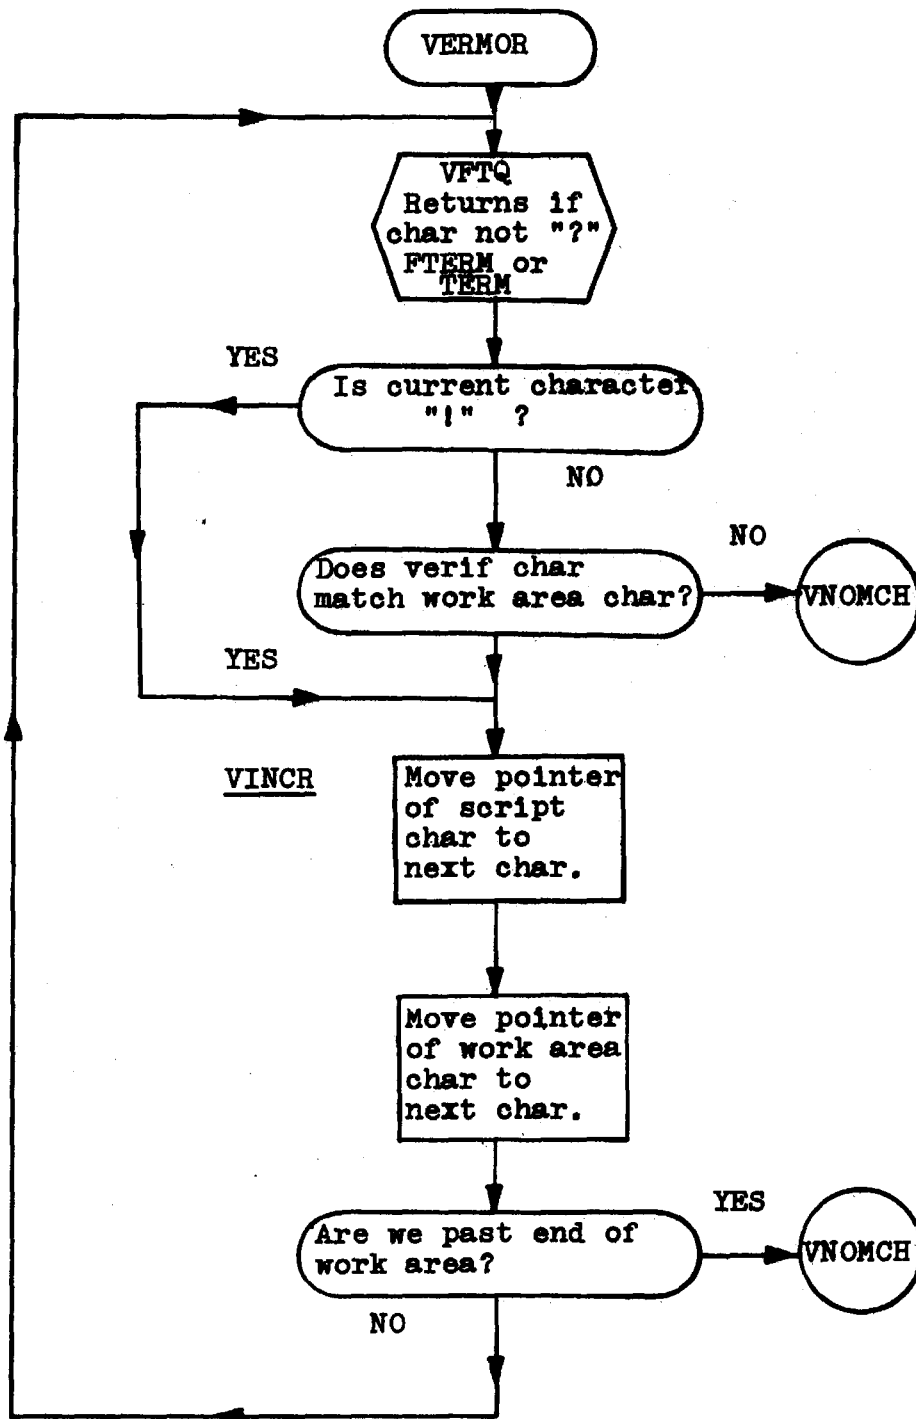 VERMOR
VFTQ
Returns if
char not "?"
FTERM or
TERM
YES
Is current character
"!" ?
NO
NO
Does verif char
match work area char?
VNOMCH
YES
VINCR
Move pointer
of script
char to
next char.
Move pointer
of work area
char to
next char.
YES
Are we past end of
work area?
VNOMCH
NO